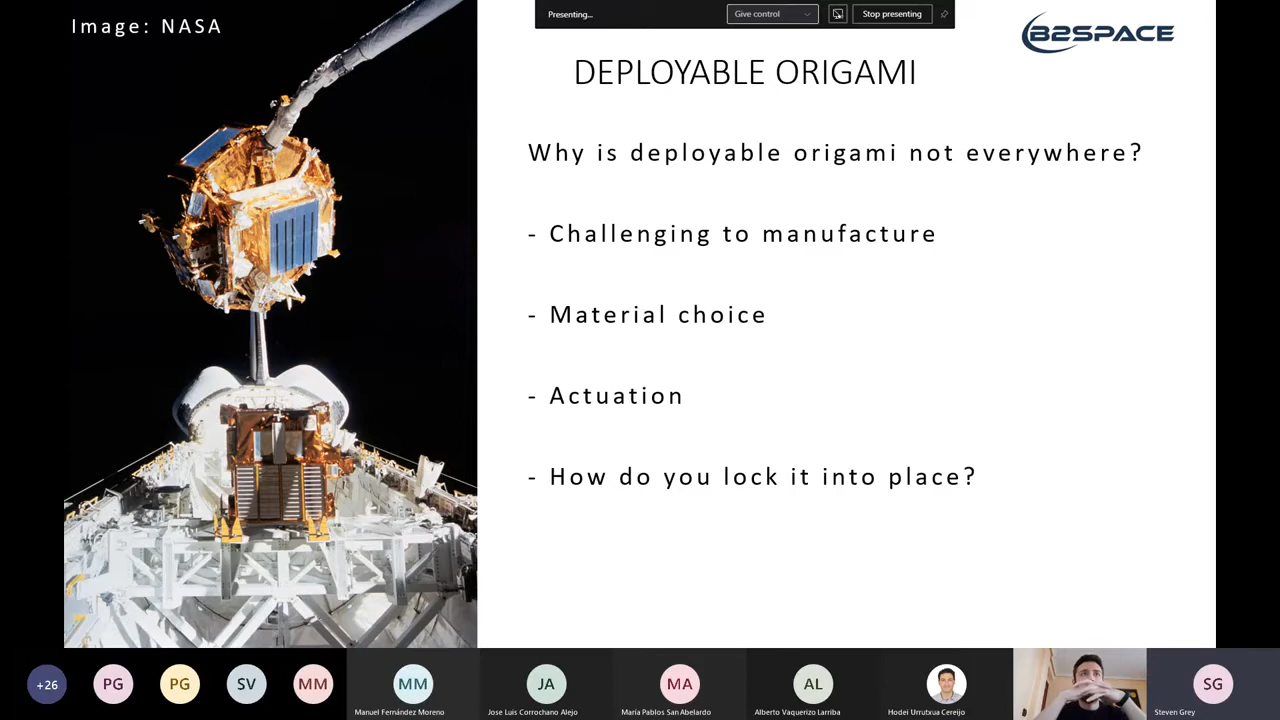 Image: NASA
Presenting...
Give control
Stop presenting
B2SPACE
DEPLOYABLE ORIGAMI
Why is deployable origami not everywhere?
- Challenging to manufacture
- Material choice
- Actuation
- How do you lock it into place?
+26
PG
PG
SV
MM
MM
JA
MA
AL
SG
Manuel Fernández Moreno
Jose Luis Corrochano Alejo
María Pablos San Abelardo
Alberto Vaquerizo Larriba
Hodei Urrutxua Cereijo
Steven Grey